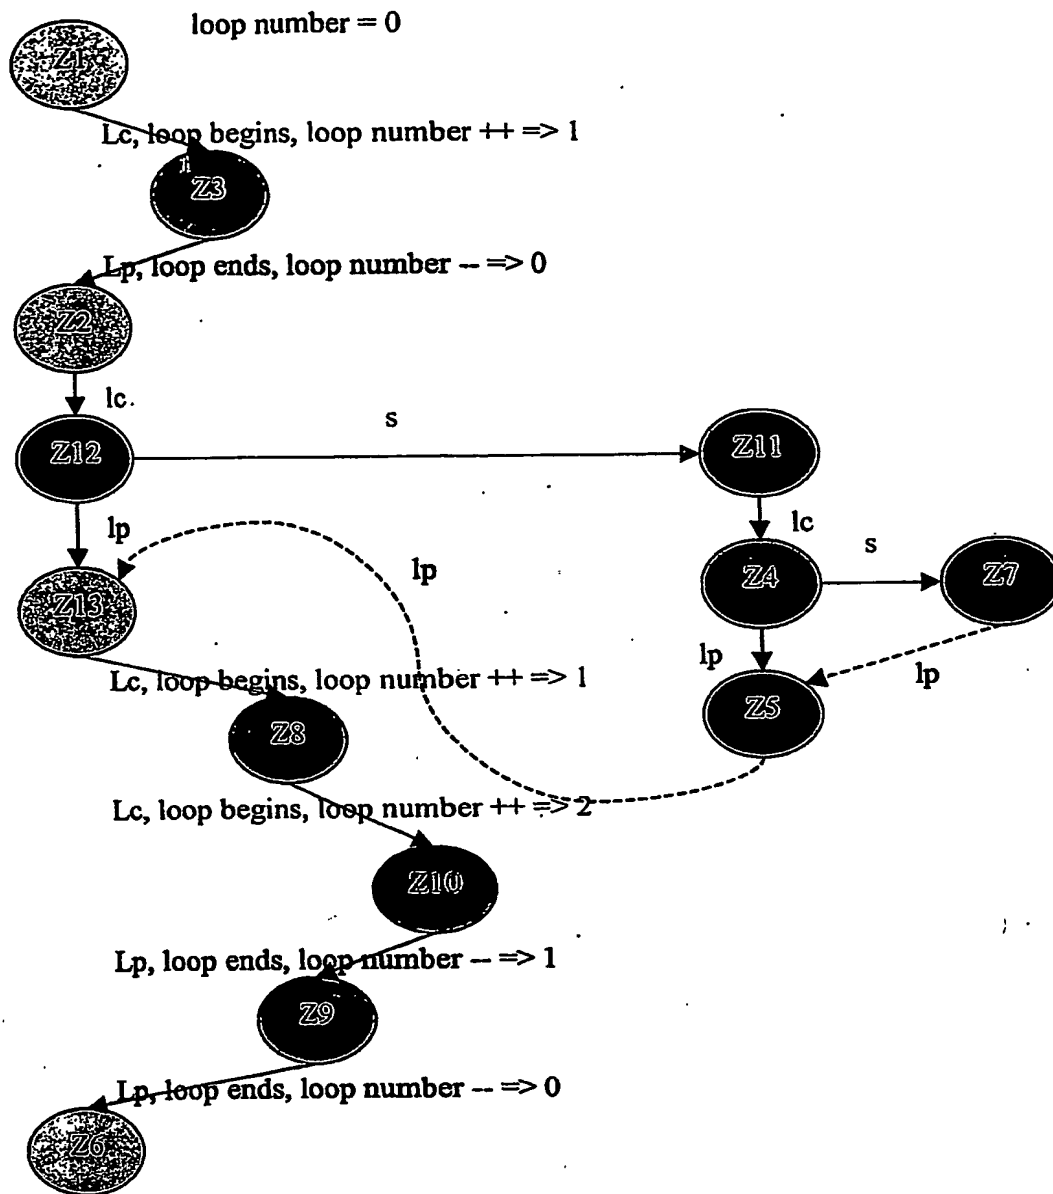 loop number = 0
Z1
Lc, loop begins, loop number ++ => 1
Z3
Lp, loop ends, loop number -- => 0
Z2
lc
Z12
s
Z11
lp
lc
Z13
lp
Z4
s
Z7
Lc, loop begins, loop number ++ => 1
lp
lp
Z8
Z5
Lc, loop begins, loop number ++ => 2
Z10
Lp, loop ends, loop number -- => 1
Z9
Lp, loop ends, loop number -- => 0
Z6